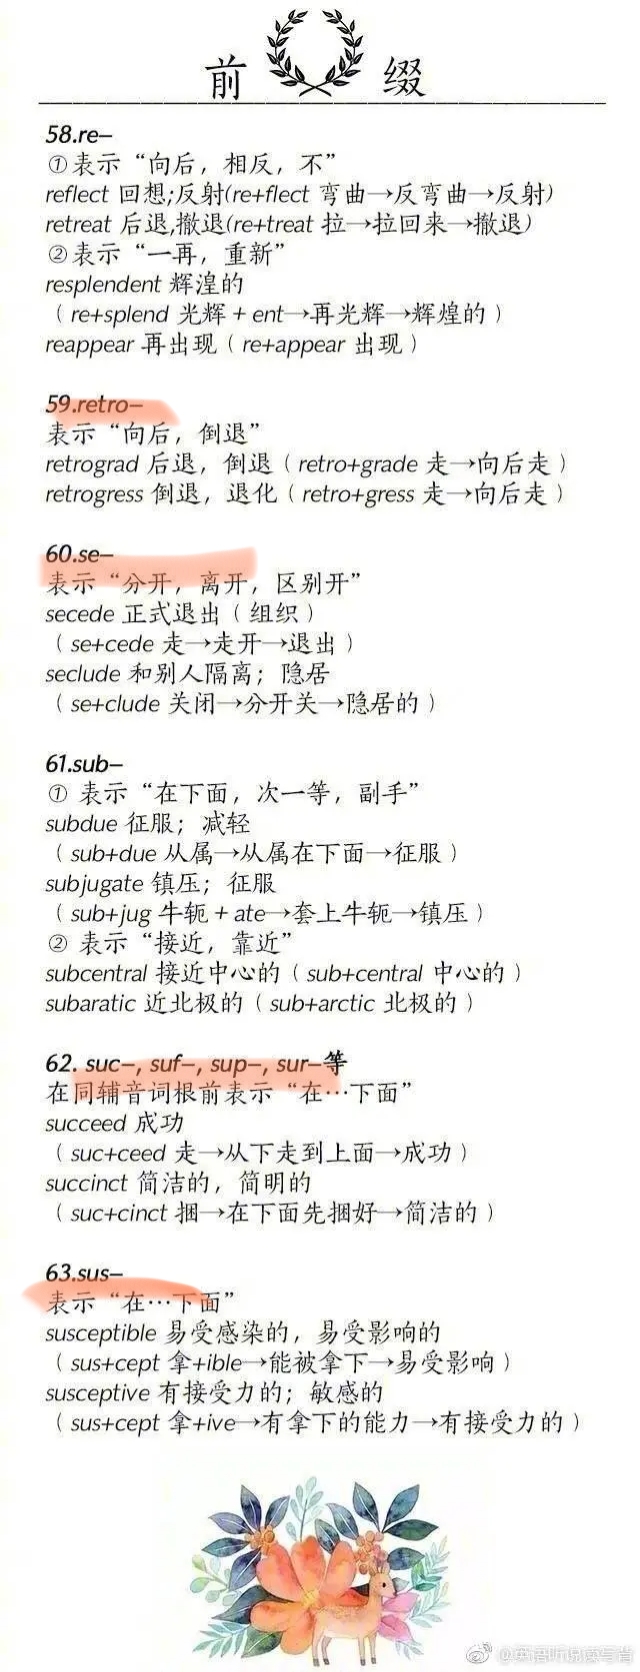 前缀
58.re-
①表示“向后，相反，不”
reflect 回想;反射(re+flect 弯曲→反弯曲→反射)
retreat 后退,撤退(re+treat 拉→拉回来→撤退)
②表示“一再，重新”
resplendent 辉湟的
（re+splend 光辉+ent→再光辉→辉煌的）
reappear 再出现（re+appear 出现）
59.retro-
表示“向后，倒退”
retrograd 后退，倒退（retro+grade 走→向后走）
retrogress 倒退，退化（retro+gress 走→向后走）
60.se-
表示“分开，离开，区别开”
secede 正式退出（组织）
（se+cede 走→走开→退出）
seclude 和别人隔离；隐居
（se+clude 关闭→分开关→隐居的）
61.sub-
① 表示“在下面，次一等，副手”
subdue 征服；减轻
（sub+due 从属→从属在下面→征服）
subjugate 镇压；征服
（sub+jug 牛轭+ate→套上牛轭→镇压）
② 表示“接近，靠近”
subcentral 接近中心的（sub+central 中心的）
subaratic 近北极的（sub+arctic 北极的）
62. suc-, suf-, sup-, sur-等
在同辅音词根前表示“在…下面”
succeed 成功
（suc+ceed 走→从下走到上面→成功）
succinct 简洁的，简明的
（suc+cinct 捆→在下面先捆好→简洁的）
63.sus-
表示“在…下面”
susceptible 易受感染的，易受影响的
（sus+cept 拿+ible→能被拿下→易受影响）
susceptive 有接受力的；敏感的
（sus+cept 拿+ive→有拿下的能力→有接受力的）
@英语听说读写背